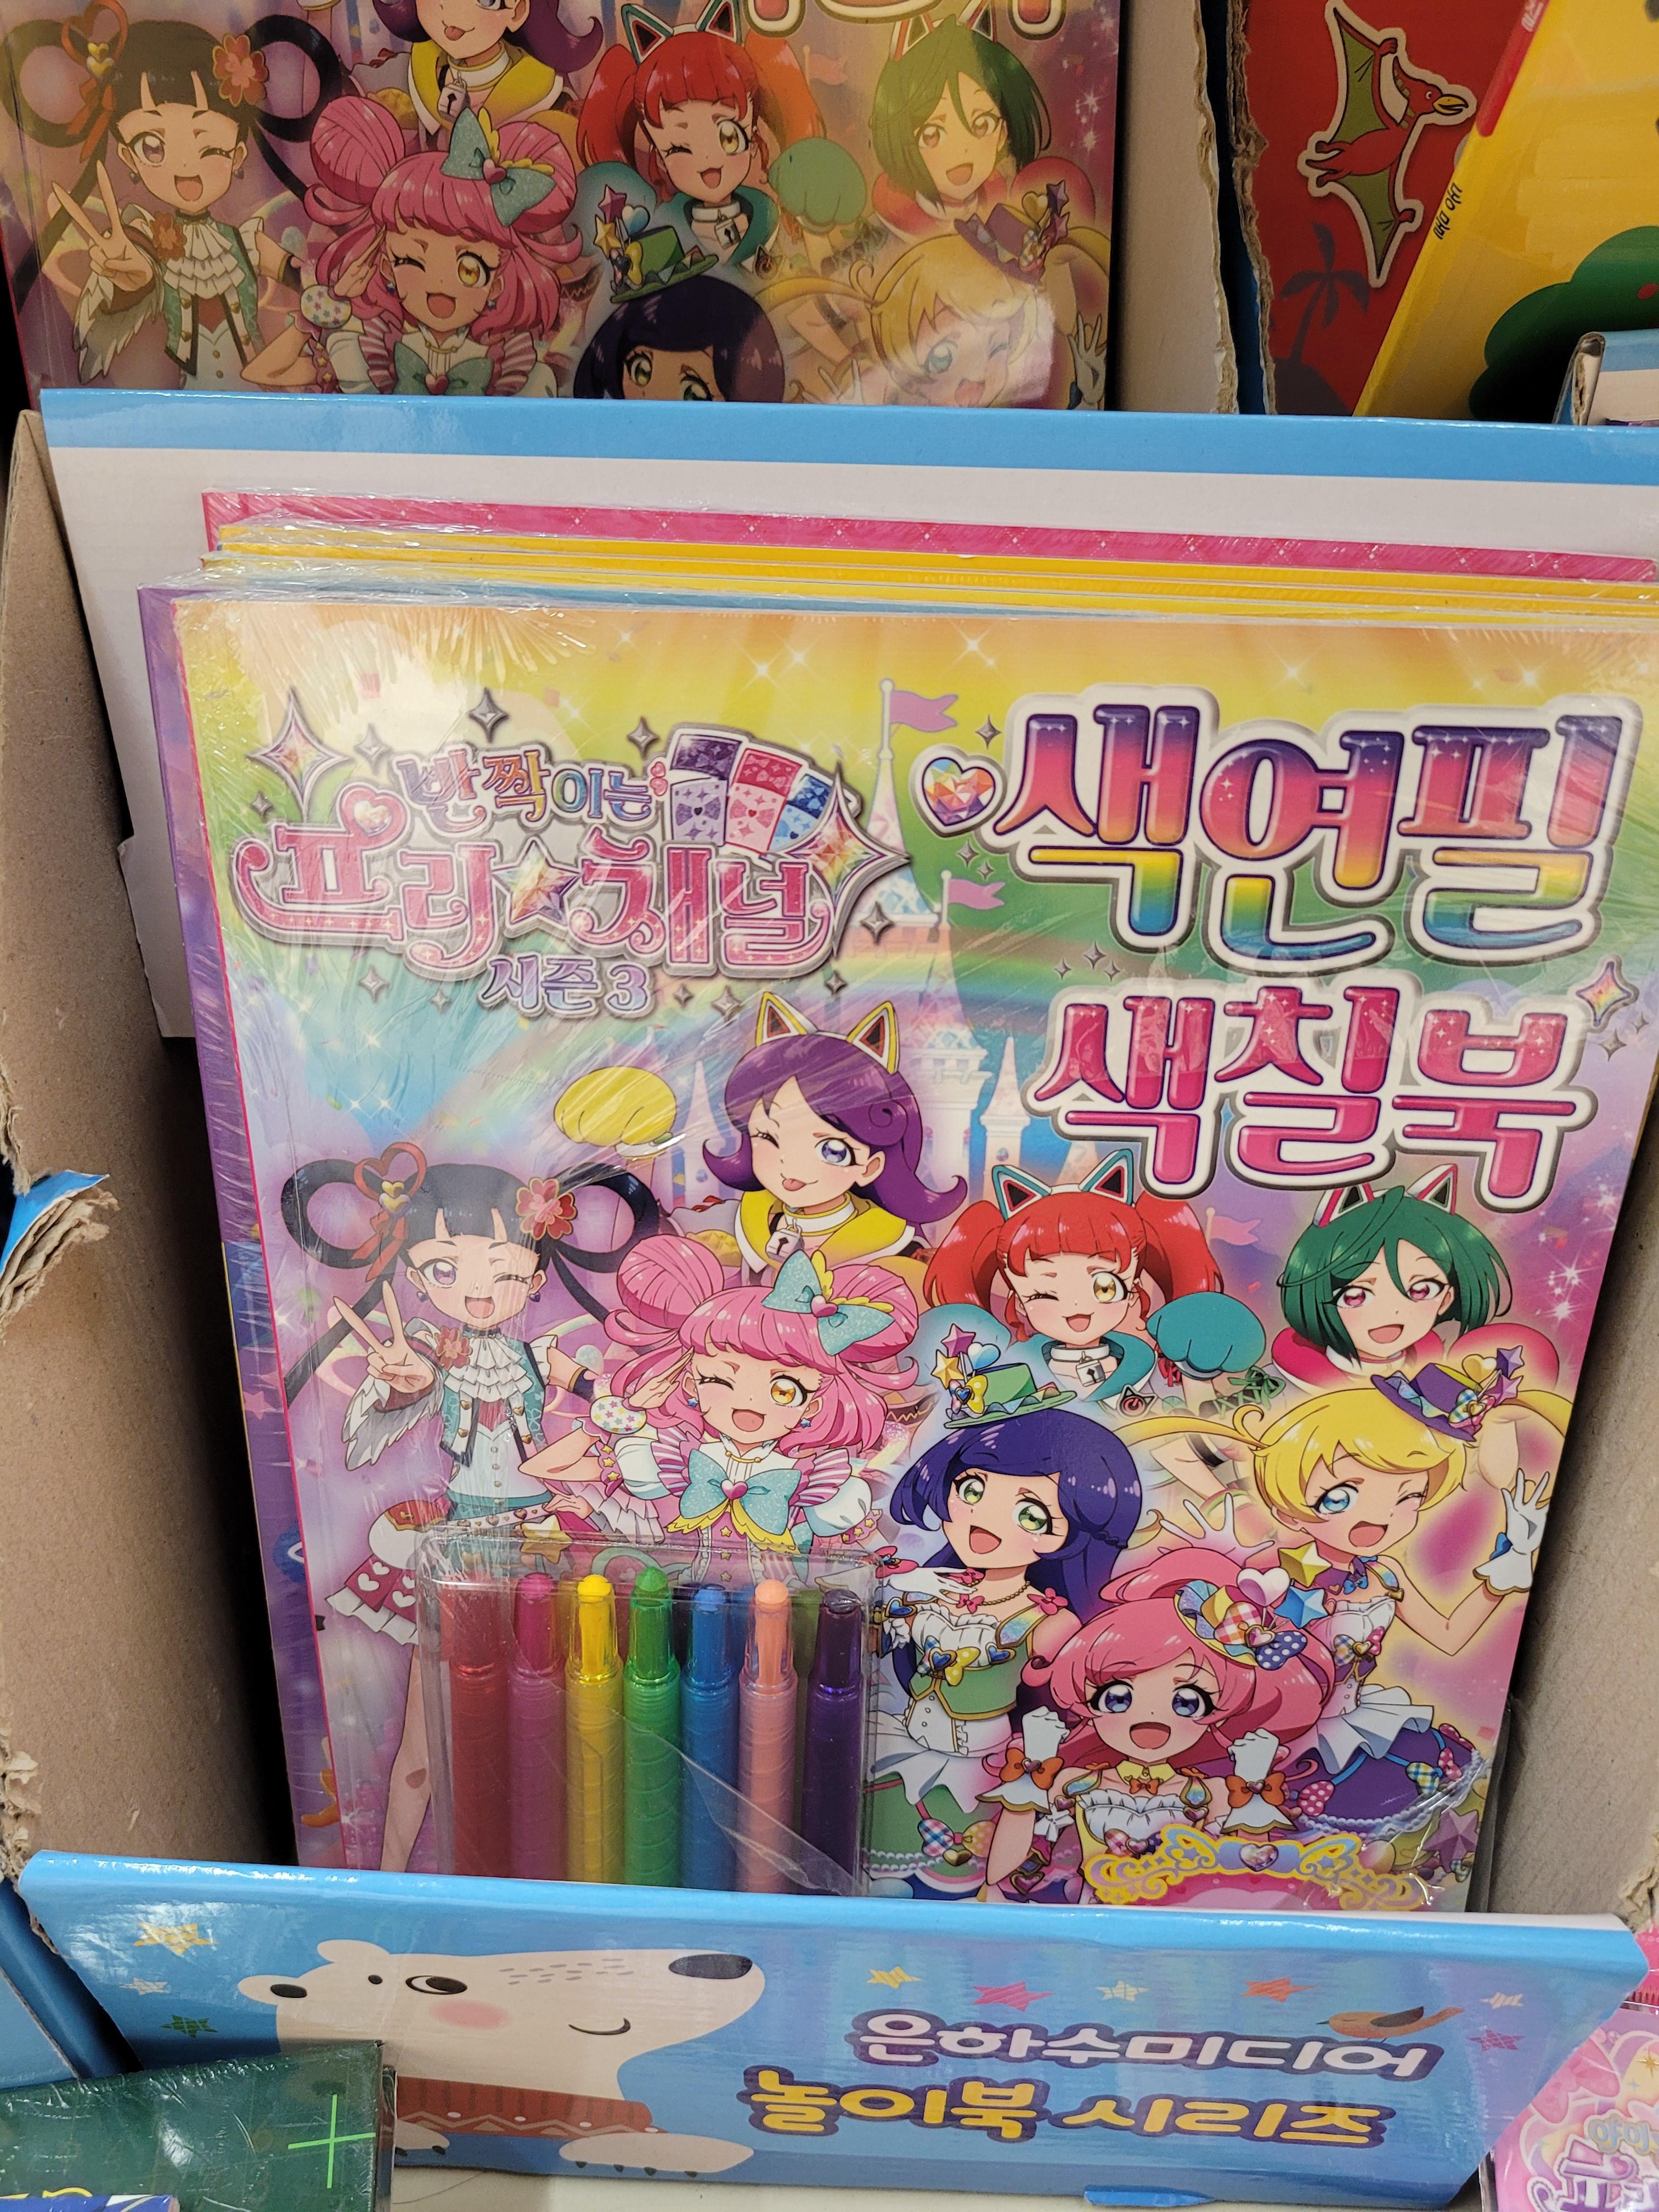 반짝이는
프리★채널
시즌3
색연필
색칠북
은하수미디어
놀이북 시리즈